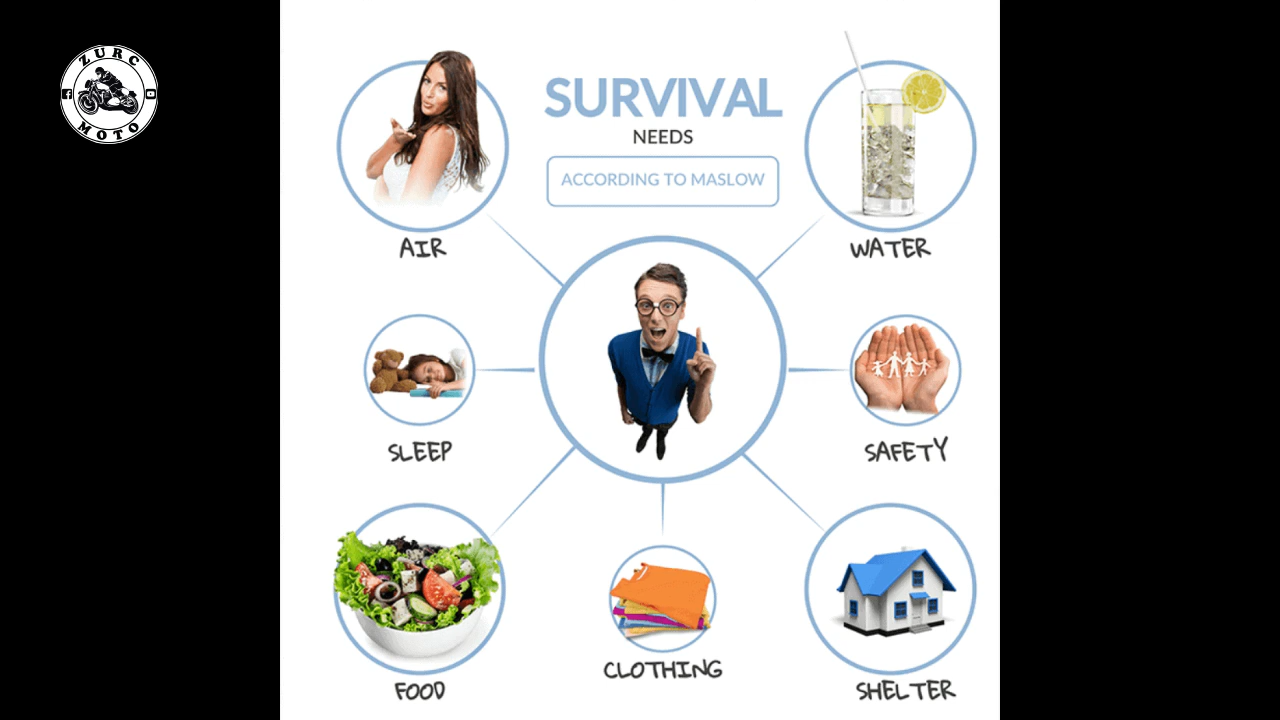 ZURC
MOTO
SURVIVAL
NEEDS
ACCORDING TO MASLOW
AIR
WATER
SLEEP
SAFETY
FOOD
CLOTHING
SHELTER